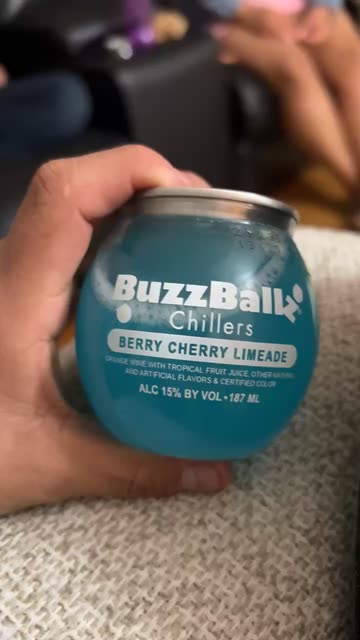 BuzzBallz
Chillers
BERRY CHERRY LIMEADE
ORANGE WINE WITH TROPICAL FRUIT JUICE, OTHER NATURAL
AND ARTIFICIAL FLAVORS & CERTIFIED COLOR
ALC 15% BY VOL • 187 ML